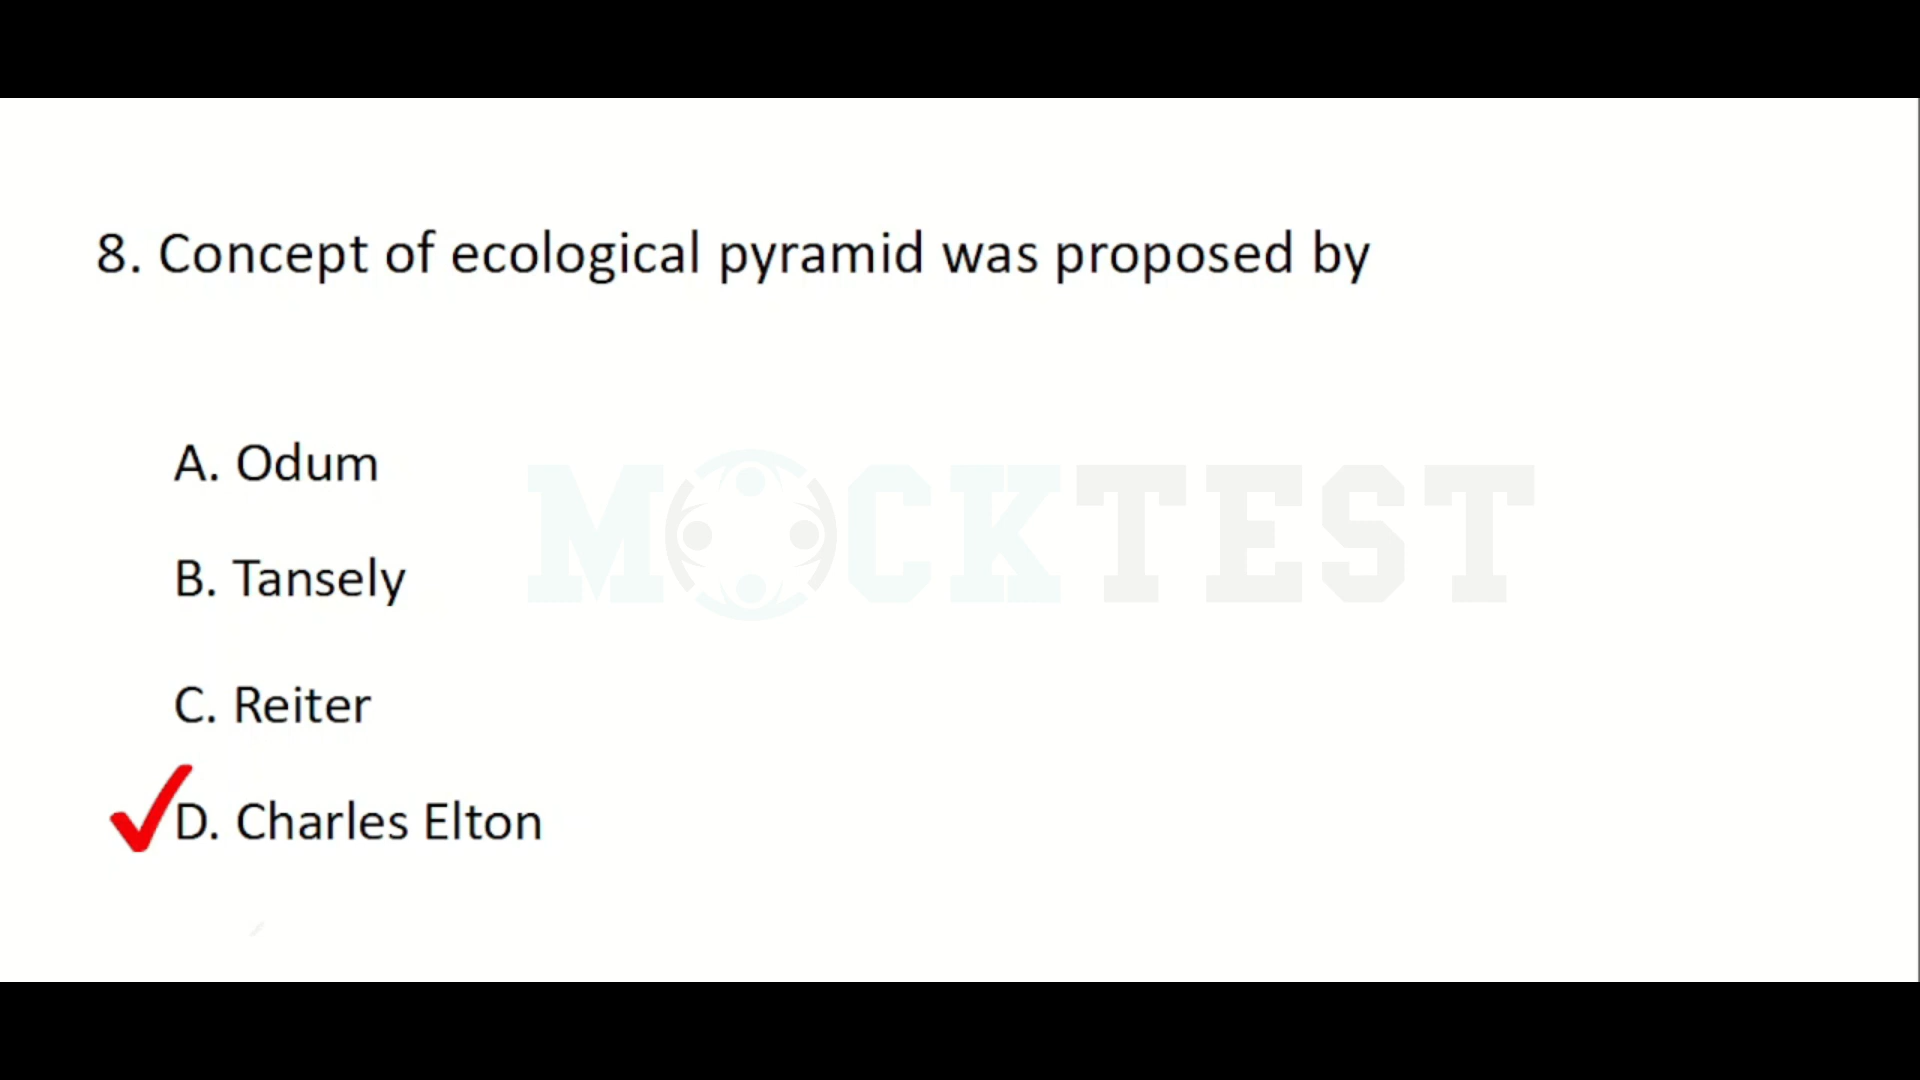 8. Concept of ecological pyramid was proposed by
A. Odum
MOCKTEST
B. Tansely
C. Reiter
D. Charles Elton